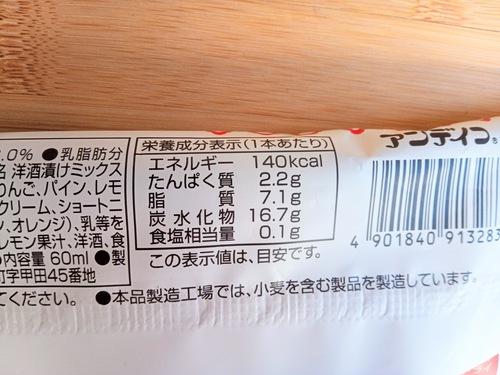 .0% ●乳脂肪分
名 洋酒漬けミックス
りんご、パイン、レモ
クリーム、ショートニ
ン、オレンジ)、乳等を
レモン果汁、洋酒、食
内容量 60ml ●製
町字甲田45番地
てください。 ●本品製造工場では、小麦を含む製品を製造しています。
栄養成分表示(1本あたり)
エネルギー 140kcal
たんぱく質 2.2g
脂質 7.1g
炭水化物 16.7g
食塩相当量 0.1g
この表示値は、目安です。
アンデイコ
4 901840 913283